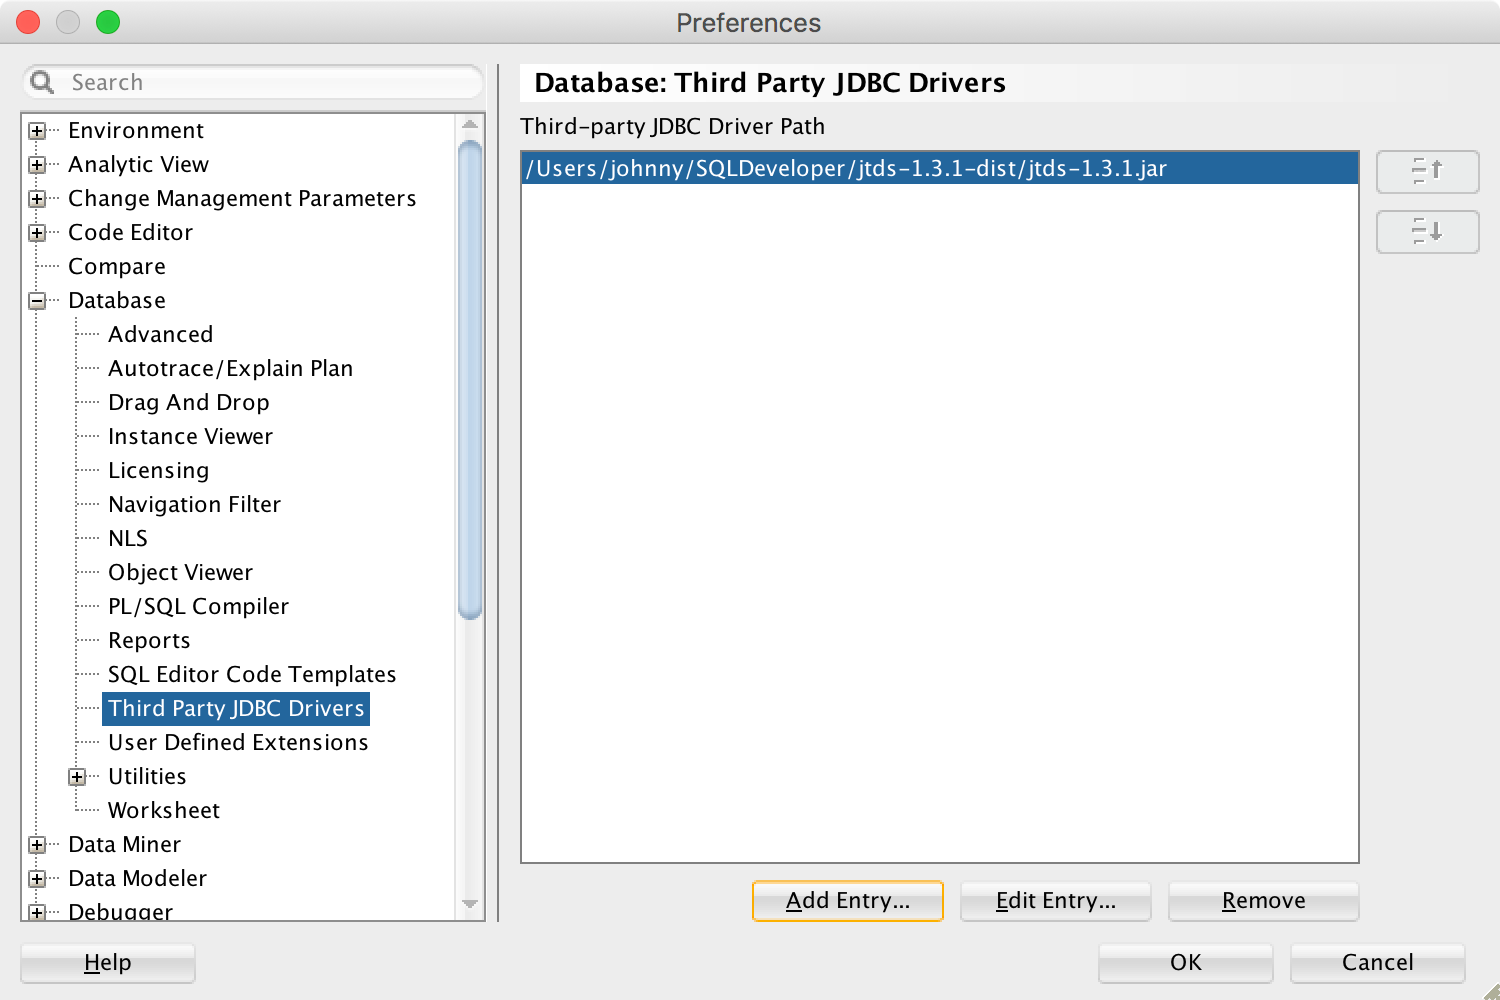 Preferences
Search
Environment
Analytic View
Change Management Parameters
Code Editor
Compare
Database
Advanced
Autotrace/Explain Plan
Drag And Drop
Instance Viewer
Licensing
Navigation Filter
NLS
Object Viewer
PL/SQL Compiler
Reports
SQL Editor Code Templates
Third Party JDBC Drivers
User Defined Extensions
Utilities
Worksheet
Data Miner
Data Modeler
Debugger
Database: Third Party JDBC Drivers
Third-party JDBC Driver Path
/Users/johnny/SQLDeveloper/jtds-1.3.1-dist/jtds-1.3.1.jar
Add Entry...
Edit Entry...
Remove
Help
OK
Cancel